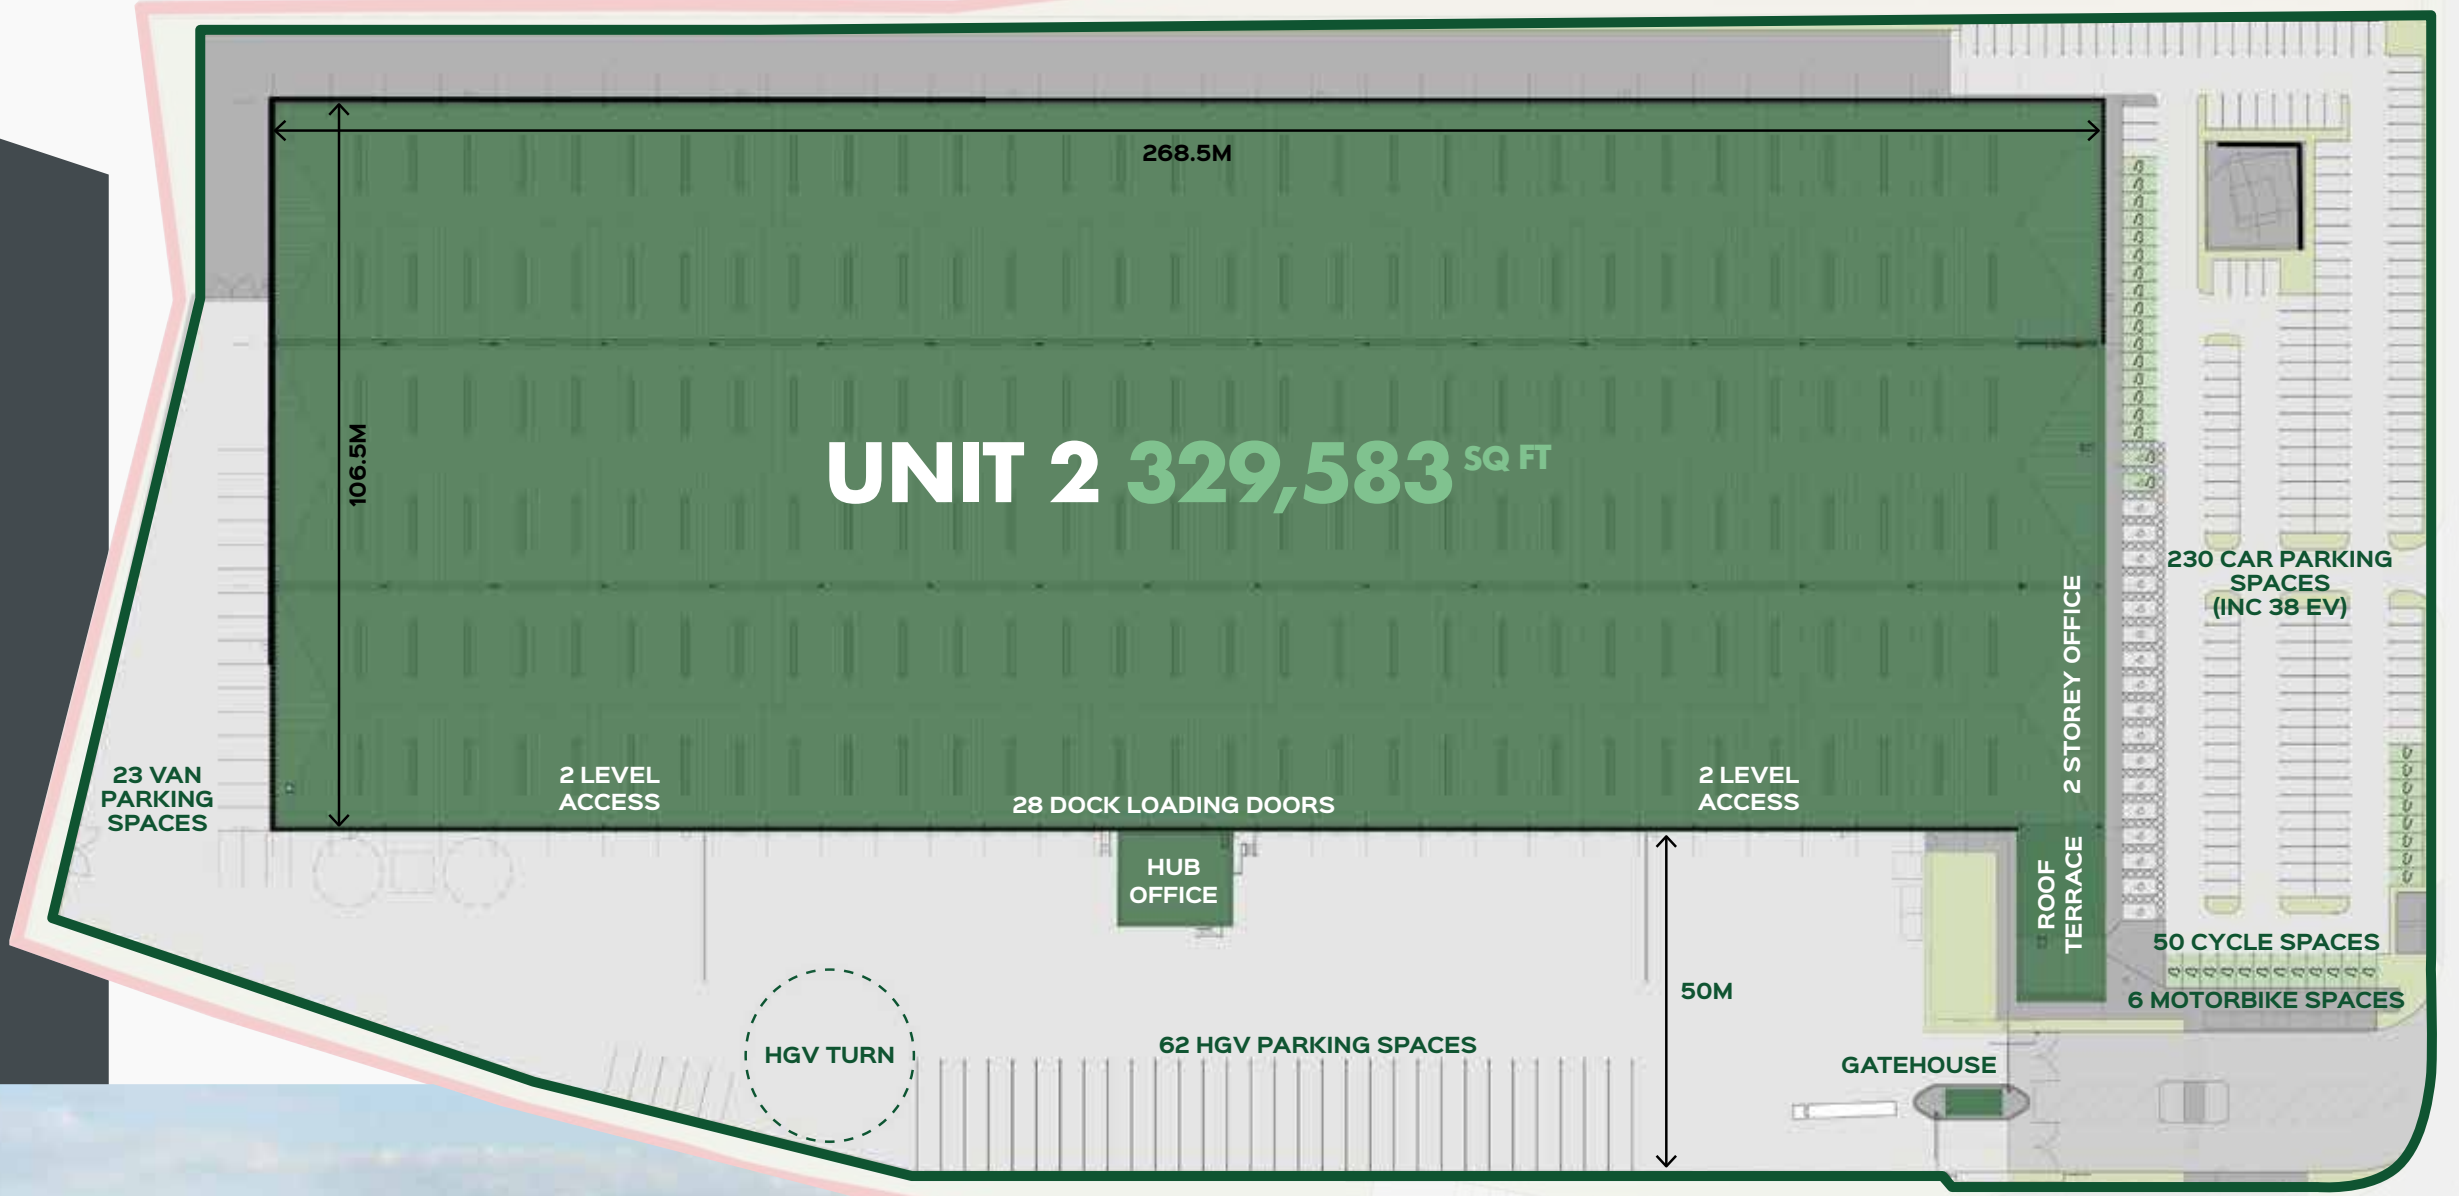 268.5M
106.5M
UNIT 2 329,583 SQ FT
230 CAR PARKING
SPACES
(INC 38 EV)
2 STOREY OFFICE
23 VAN
PARKING
SPACES
2 LEVEL
ACCESS
28 DOCK LOADING DOORS
2 LEVEL
ACCESS
HUB
OFFICE
ROOF
TERRACE
50 CYCLE SPACES
6 MOTORBIKE SPACES
50M
HGV TURN
62 HGV PARKING SPACES
GATEHOUSE